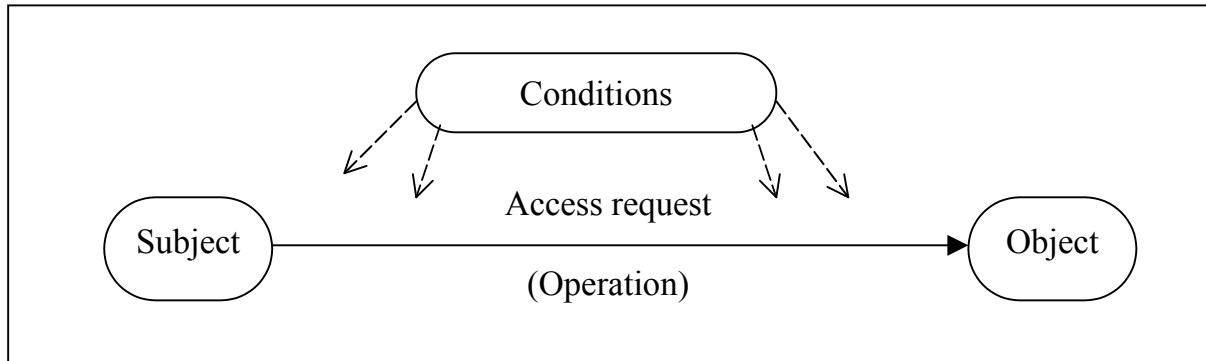 Conditions
Access request
Subject
Object
(Operation)